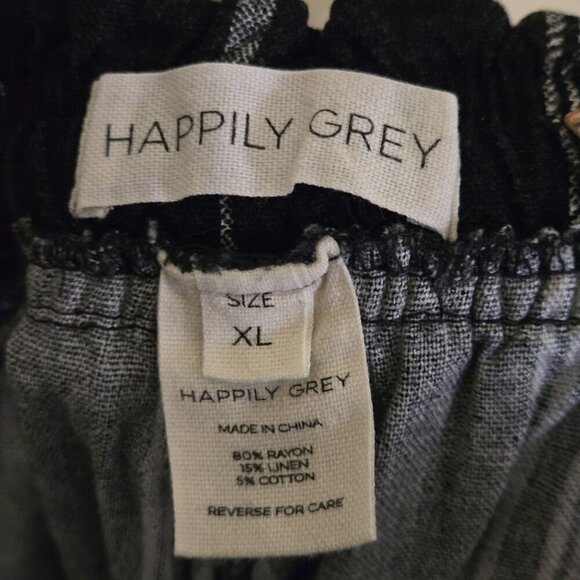 HAPPILY GREY
SIZE
XL
HAPPILY GREY
MADE IN CHINA
80% RAYON
15% LINEN
5% COTTON
REVERSE FOR CARE